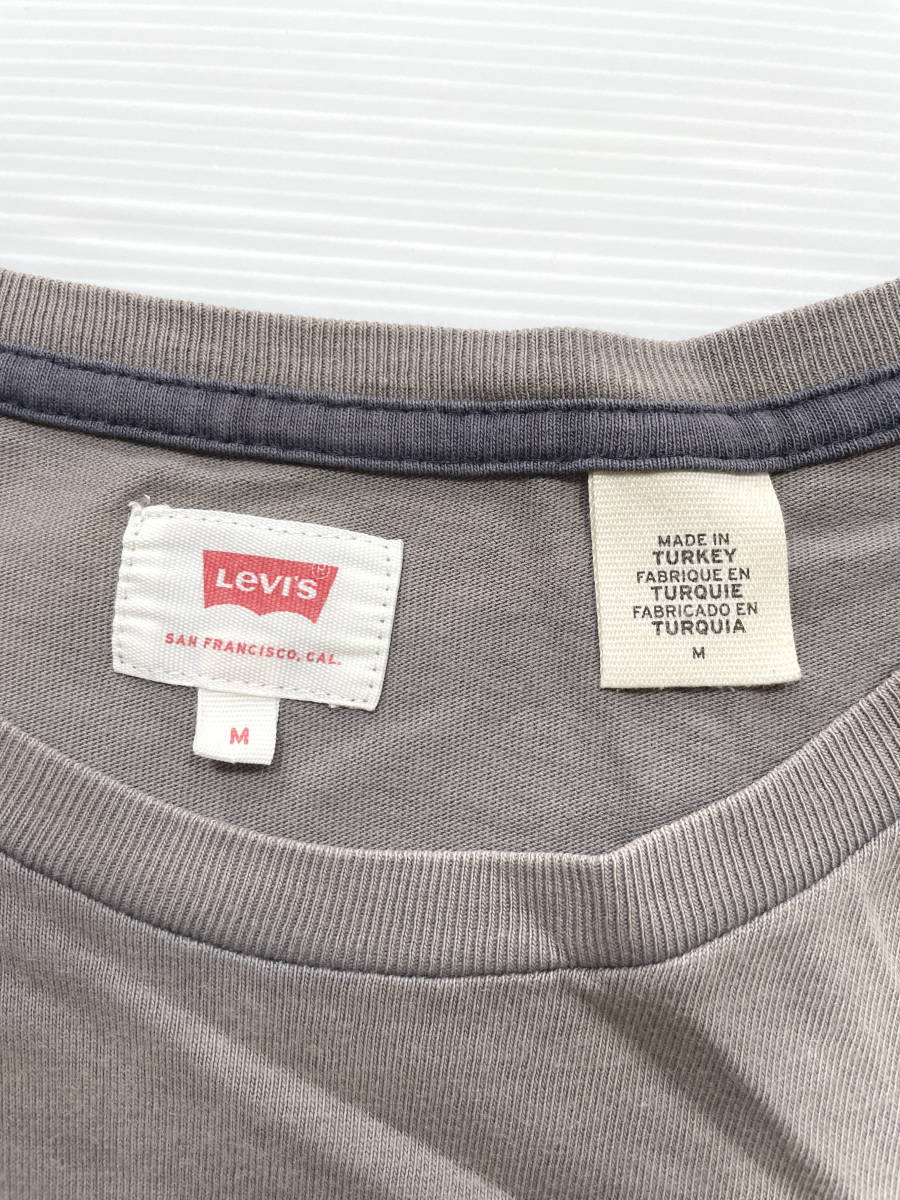 Levi's®
SAN FRANCISCO, CAL.
M
MADE IN
TURKEY
FABRIQUE EN
TURQUIE
FABRICADO EN
TURQUIA
M